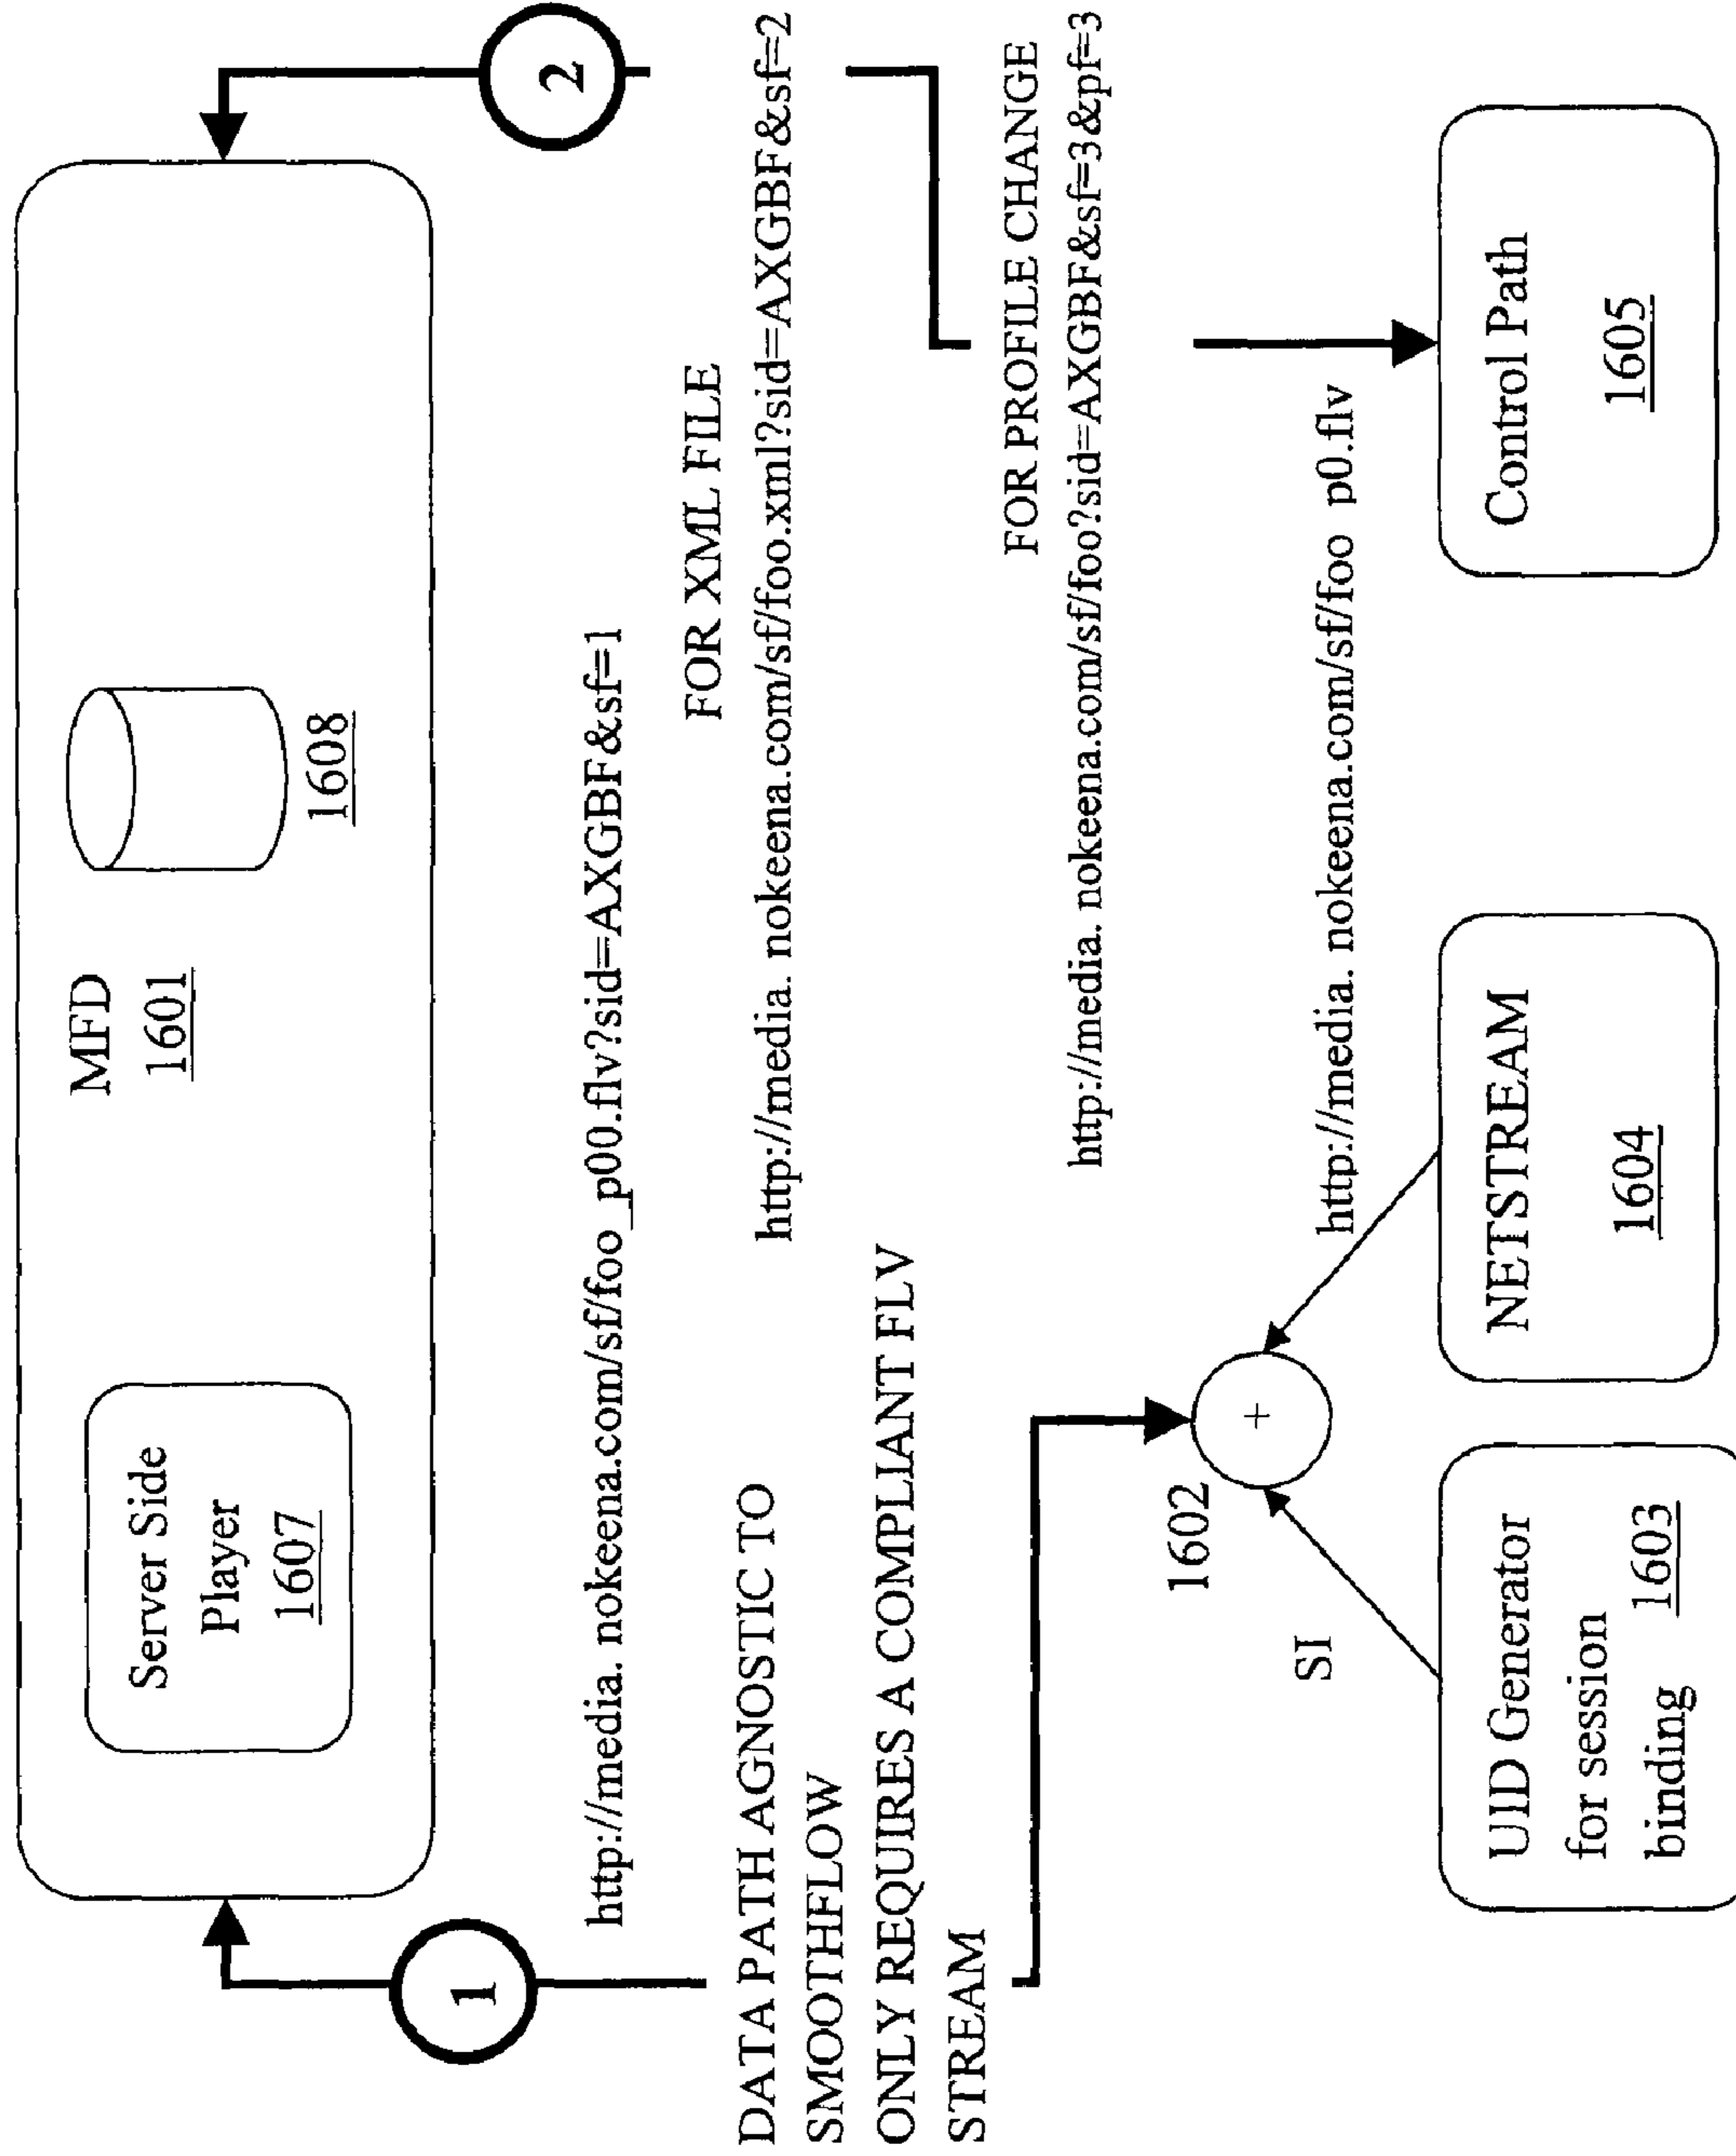 MFD
1601
1608
Server Side
Player
1607
1
2
http://media. nokeena.com/sf/foo_p00.flv?sid=AXGBF&sf=1
FOR XML FILE
http://media. nokeena.com/sf/foo.xml?sid=AXGBF&sf=2
DATA PATH AGNOSTIC TO
SMOOTHFLOW
ONLY REQUIRES A COMPLIANT FLV
STREAM
FOR PROFILE CHANGE
http://media. nokeena.com/sf/foo?sid=AXGBF&sf=3&pf=3
1602
+
SI
http://media. nokeena.com/sf/foo p0.flv
UID Generator
for session
binding 1603
NETSTREAM
1604
Control Path
1605